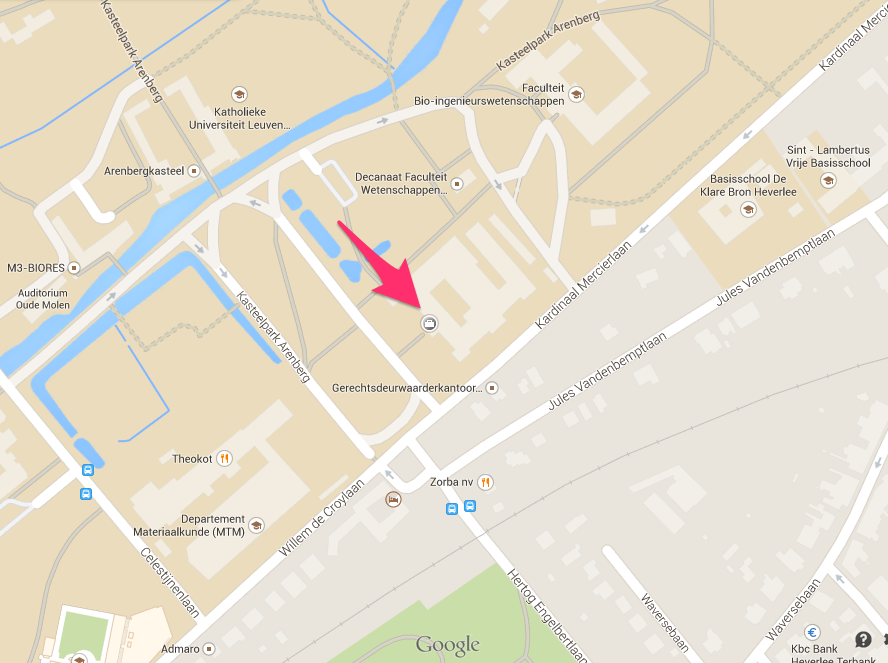 Kasteelpark Arenberg
Kasteelpark Arenberg
Kardinaal Mercie
Katholieke
Universiteit Leuven...
Faculteit
Bio-ingenieurswetenschappen
Sint - Lambertus
Vrije Basisschool
Arenbergkasteel
Decanaat Faculteit
Wetenschappen...
Basisschool De
Klare Bron Heverlee
M3-BIORES
Auditorium
Oude Molen
Kasteelpark Arenberg
Kardinaal Mercierlaan
Jules Vandenbemptlaan
Jules Vandenbemptlaan
Gerechtsdeurwaarderkantoor...
Theokot
Zorba nv
Departement
Materiaalkunde (MTM)
Willem de Croylaan
Celestijnenlaan
Hertog Engelbertlaan
Waversebaan
Waversebaan
Admaro
Google
€
Kbc Bank
Heverlee Terbank
?